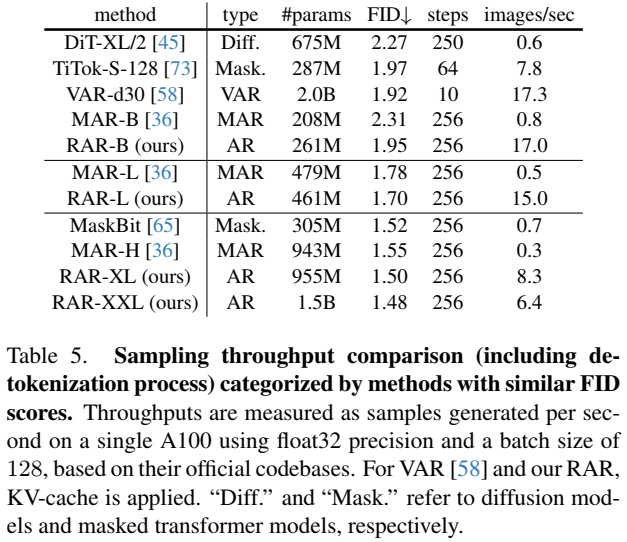 method type #params FID↓ steps images/sec
DiT-XL/2 [45] Diff. 675M 2.27 250 0.6
TiTok-S-128 [73] Mask. 287M 1.97 64 7.8
VAR-d30 [58] VAR 2.0B 1.92 10 17.3
MAR-B [36] MAR 208M 2.31 256 0.8
RAR-B (ours) AR 261M 1.95 256 17.0
MAR-L [36] MAR 479M 1.78 256 0.5
RAR-L (ours) AR 461M 1.70 256 15.0
MaskBit [65] Mask. 305M 1.52 256 0.7
MAR-H [36] MAR 943M 1.55 256 0.3
RAR-XL (ours) AR 955M 1.50 256 8.3
RAR-XXL (ours) AR 1.5B 1.48 256 6.4
Table 5. Sampling throughput comparison (including de-
tokenization process) categorized by methods with similar FID
scores. Throughputs are measured as samples generated per sec-
ond on a single A100 using float32 precision and a batch size of
128, based on their official codebases. For VAR [58] and our RAR,
KV-cache is applied. “Diff.” and “Mask.” refer to diffusion mod-
els and masked transformer models, respectively.